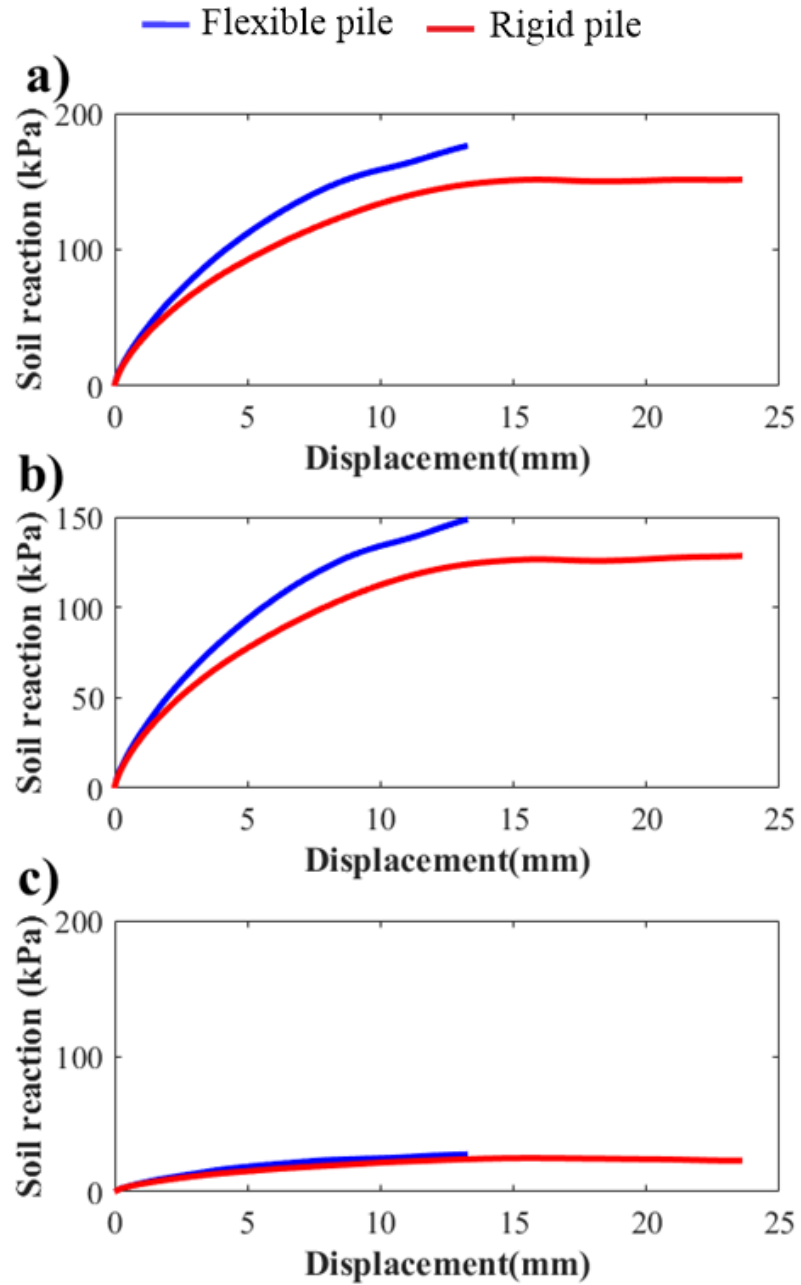 Flexible pile Rigid pile
a)
Soil reaction (kPa)
200
100
0
0 5 10 15 20 25
Displacement(mm)
b)
Soil reaction (kPa)
150
100
50
0
0 5 10 15 20 25
Displacement(mm)
c)
Soil reaction (kPa)
200
100
0
0 5 10 15 20 25
Displacement(mm)